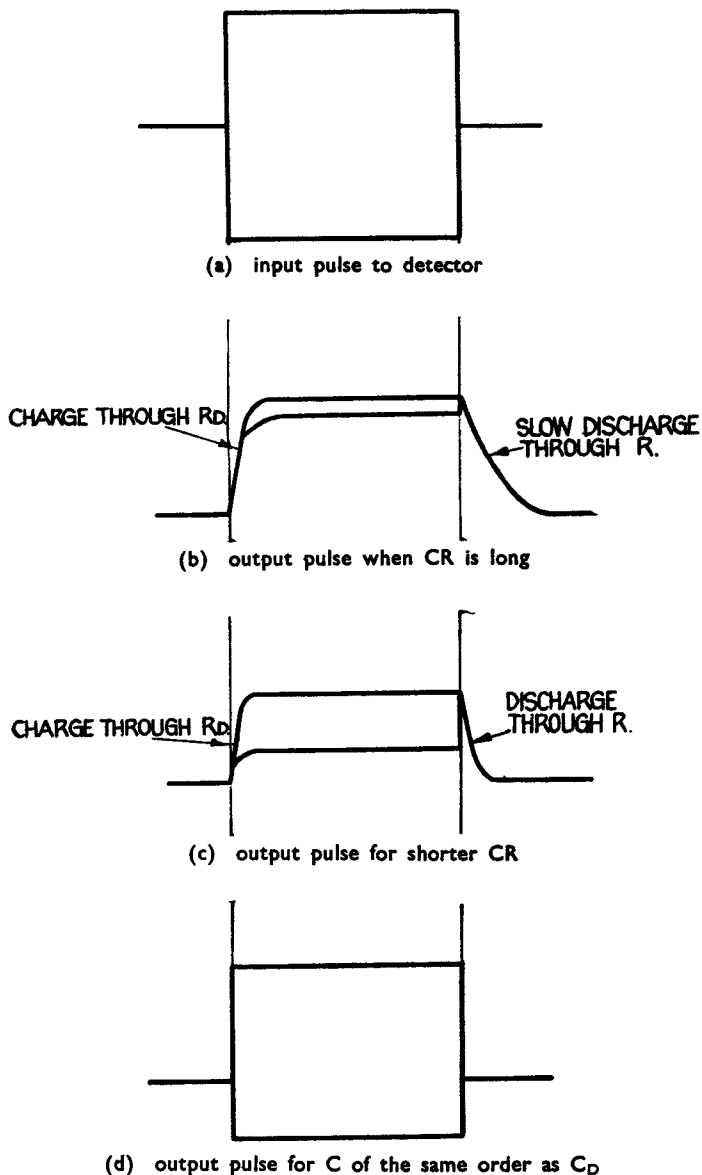 (a) input pulse to detector
CHARGE THROUGH RD.
SLOW DISCHARGE
THROUGH R.
(b) output pulse when CR is long
CHARGE THROUGH RD.
DISCHARGE
THROUGH R.
(c) output pulse for shorter CR
(d) output pulse for C of the same order as CD